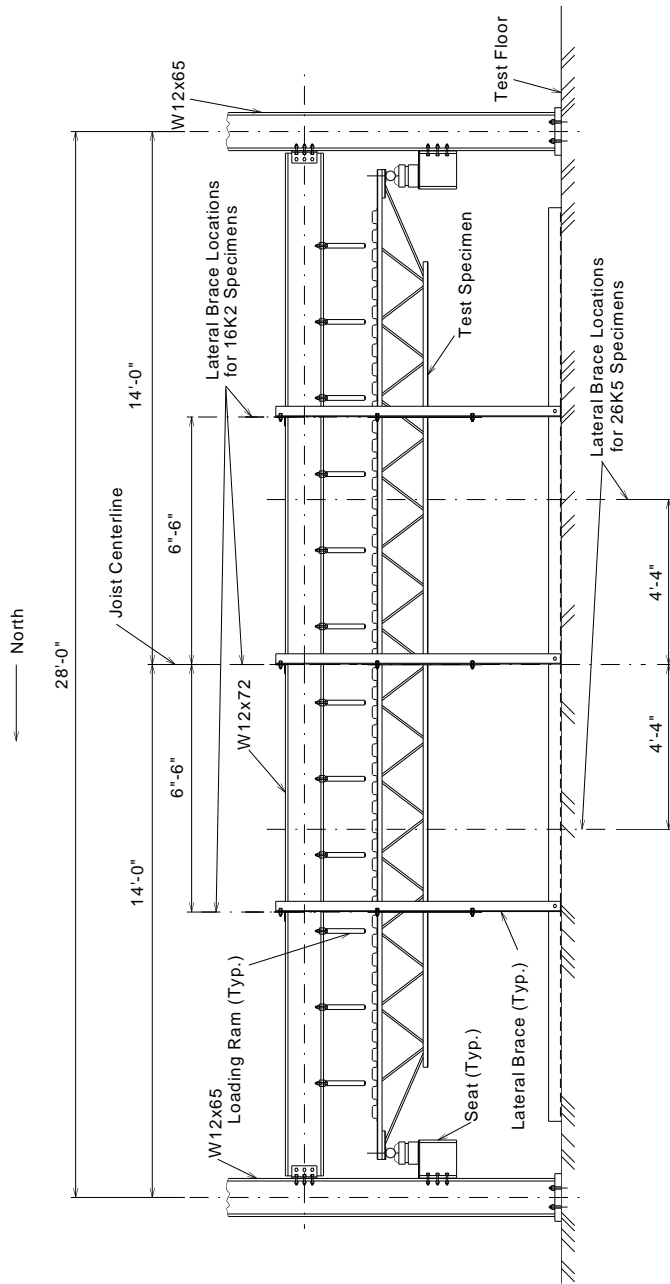 North
28'-0"
14'-0"
14'-0"
Joist Centerline
6"-6"
6"-6"
Lateral Brace Locations
for 16K2 Specimens
W12x65
W12x65
W12x72
Loading Ram (Typ.)
Seat (Typ.)
Lateral Brace (Typ.)
Test Specimen
Test Floor
Lateral Brace Locations
for 26K5 Specimens
4'-4"
4'-4"